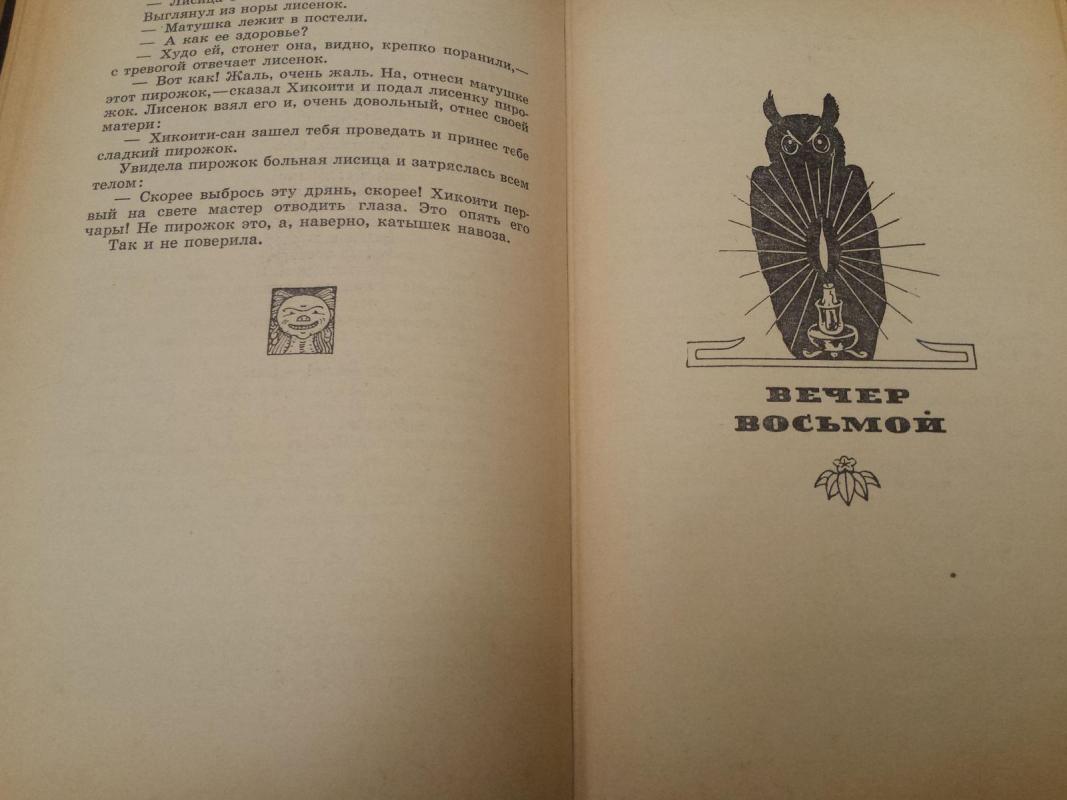 — Лисица
Выглянул из норы лисенок.
— Матушка лежит в постели.
— А как ее здоровье?
— Худо ей, стонет она, видно, крепко поранили,—
с тревогой отвечает лисенок.
— Вот как! Жаль, очень жаль. На, отнеси матушке
этот пирожок,—сказал Хикоити и подал лисенку пиро-
жок. Лисенок взял его и, очень довольный, отнес своей
матери:
— Хикоити-сан зашел тебя проведать и принес тебе
сладкий пирожок.
Увидела пирожок больная лисица и затряслась всем
телом:
— Скорее выбрось эту дрянь, скорее! Хикоити пер-
вый на свете мастер отводить глаза. Это опять его
чары! Не пирожок это, а, наверно, катышек навоза.
Так и не поверила.
ВЕЧЕР
ВОСЬМОЙ